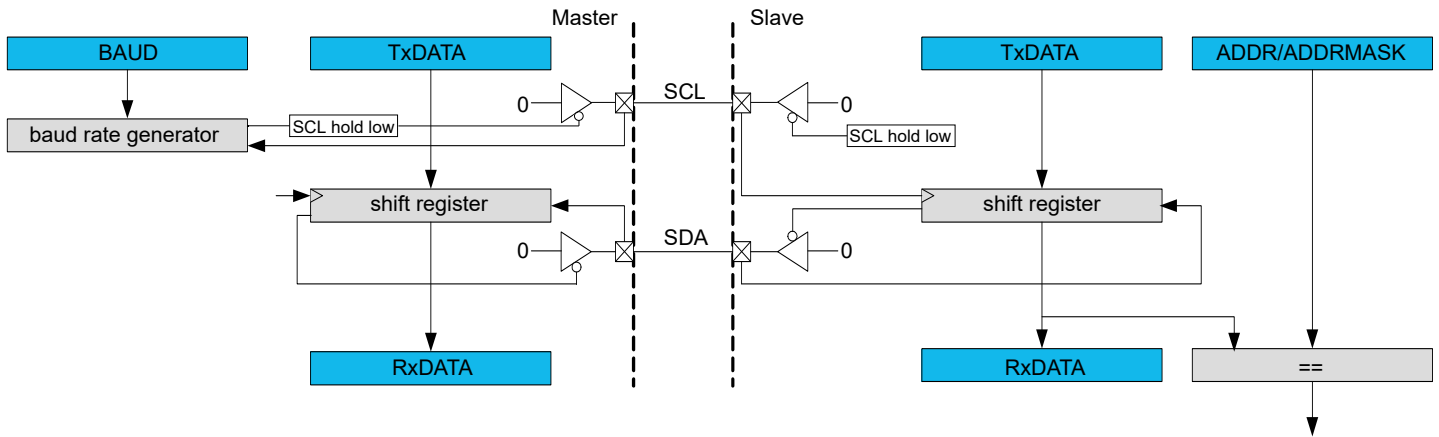 Master
Slave
BAUD
TxDATA
TxDATA
ADDR/ADDRMASK
0
SCL
0
baud rate generator
SCL hold low
SCL hold low
shift register
shift register
0
SDA
0
RxDATA
RxDATA
==